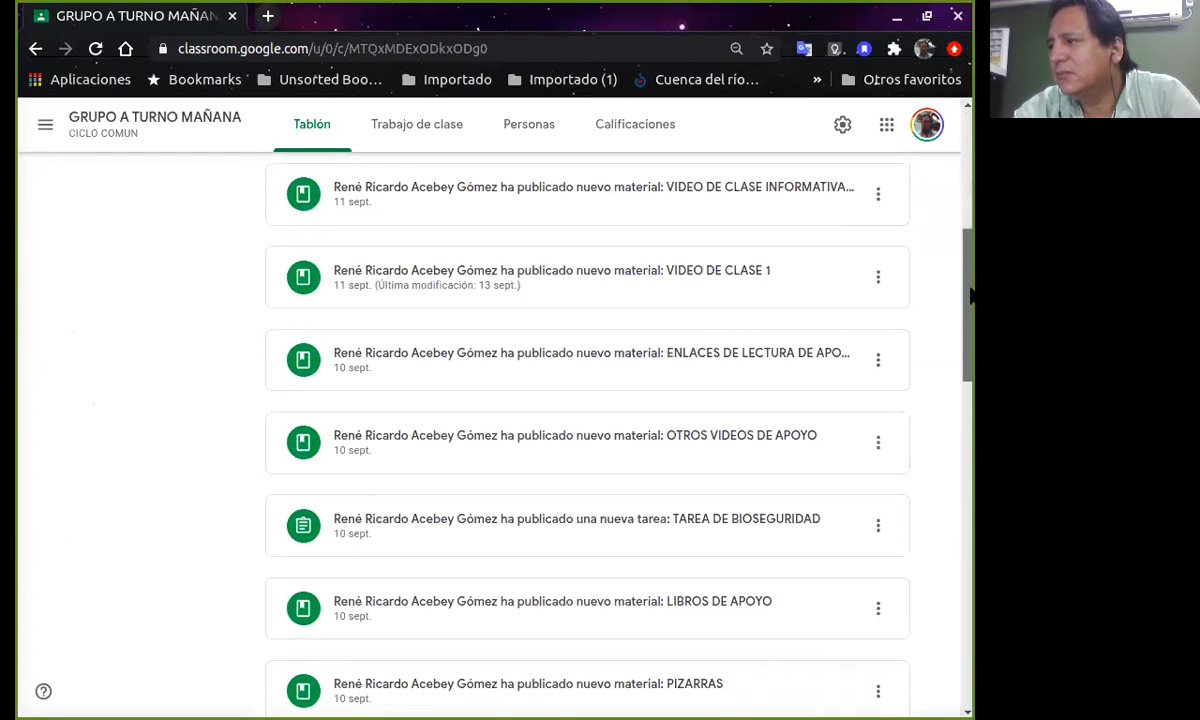 GRUPO A TURNO MAÑAN
classroom.google.com/u/0/c/MTQxMDExODkxODg0
Aplicaciones
Bookmarks
Unsorted Boo...
Importado
Importado (1)
Cuenca del río...
»
Otros favoritos
GRUPO A TURNO MAÑANA
CICLO COMUN
Tablón
Trabajo de clase
Personas
Calificaciones
René Ricardo Acebey Gómez ha publicado nuevo material: VIDEO DE CLASE INFORMATIVA...
11 sept.
René Ricardo Acebey Gómez ha publicado nuevo material: VIDEO DE CLASE 1
11 sept. (Última modificación: 13 sept.)
René Ricardo Acebey Gómez ha publicado nuevo material: ENLACES DE LECTURA DE APO...
10 sept.
René Ricardo Acebey Gómez ha publicado nuevo material: OTROS VIDEOS DE APOYO
10 sept.
René Ricardo Acebey Gómez ha publicado una nueva tarea: TAREA DE BIOSEGURIDAD
10 sept.
René Ricardo Acebey Gómez ha publicado nuevo material: LIBROS DE APOYO
10 sept.
René Ricardo Acebey Gómez ha publicado nuevo material: PIZARRAS
10 sept.